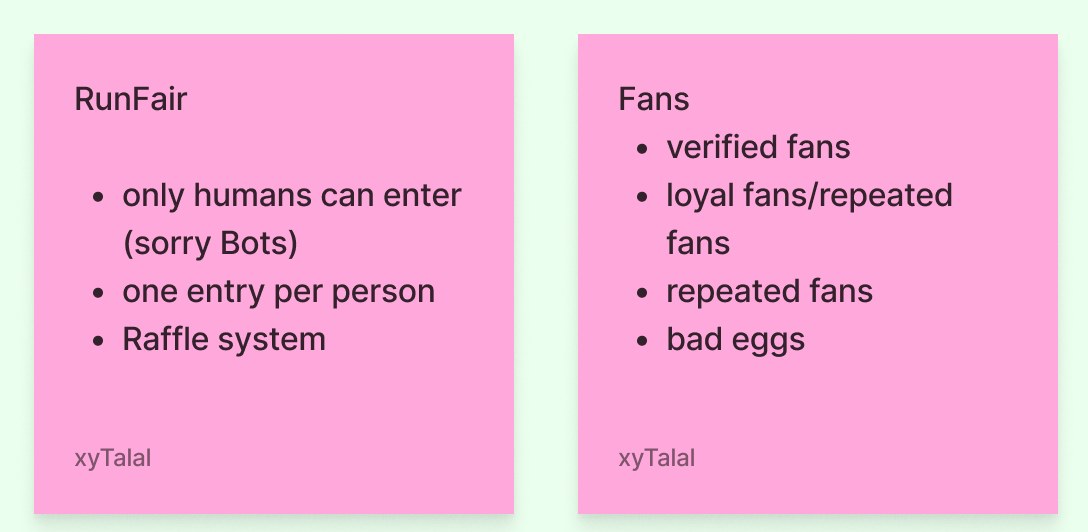 RunFair
• only humans can enter
(sorry Bots)
• one entry per person
• Raffle system
xyTalal
Fans
• verified fans
• loyal fans/repeated
fans
• repeated fans
• bad eggs
xyTalal